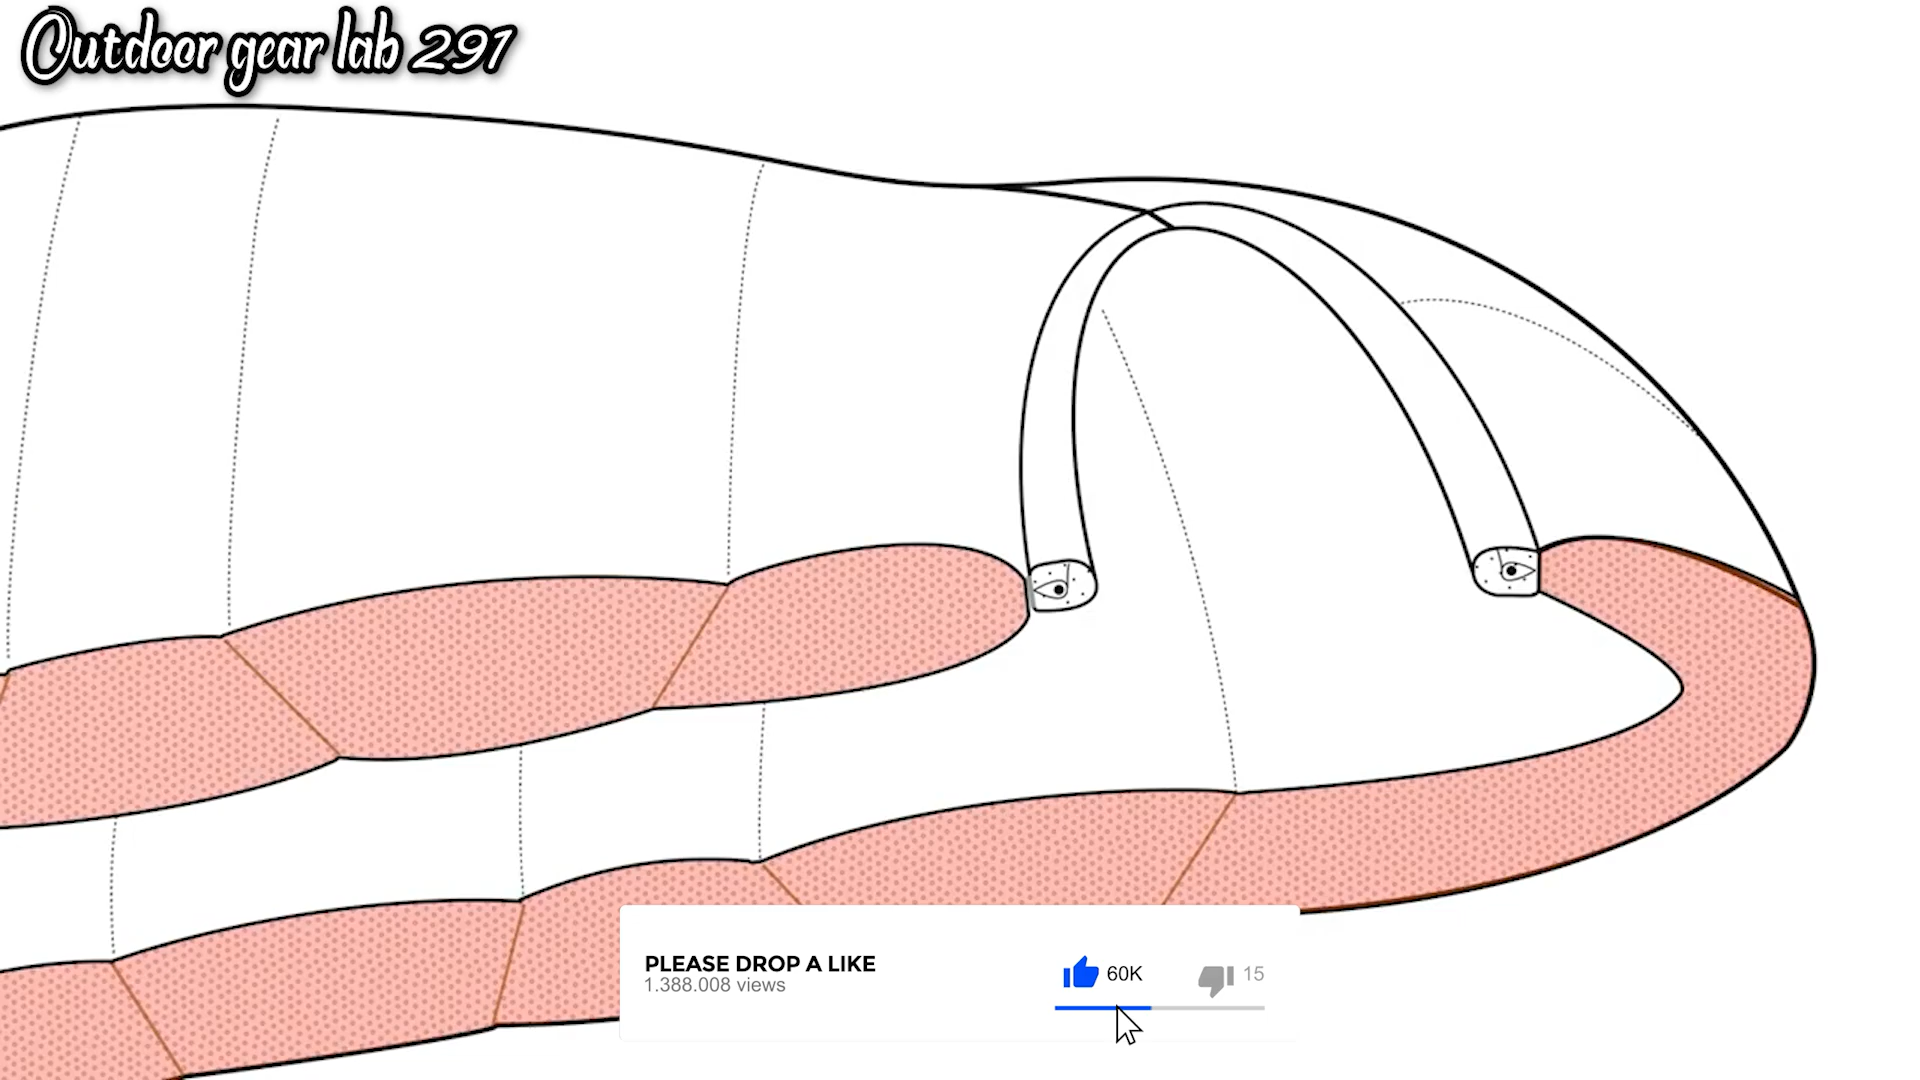 Outdoor gear lab 291
PLEASE DROP A LIKE
1.388.008 views
60K
15